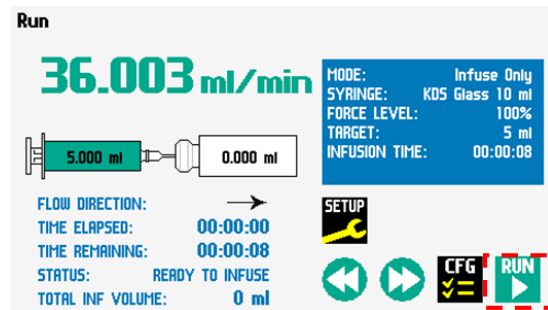 Run
36.003 ml/min
MODE: Infuse Only
SYRINGE: KDS Glass 10 ml
FORCE LEVEL: 100%
TARGET: 5 ml
INFUSION TIME: 00:00:08
5.000 ml
0.000 ml
FLOW DIRECTION:
TIME ELAPSED: 00:00:00
TIME REMAINING: 00:00:08
STATUS: READY TO INFUSE
TOTAL INF VOLUME: 0 ml
SETUP
CFG
RUN